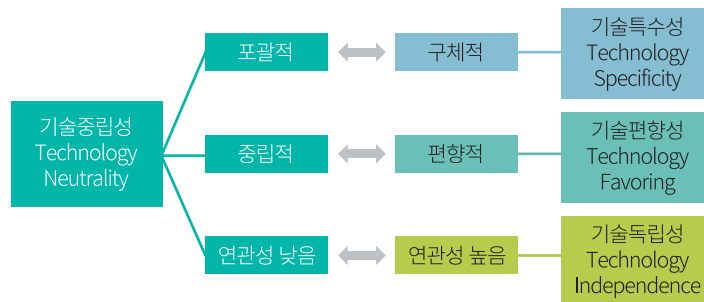 기술중립성
Technology
Neutrality
포괄적
구체적
기술특수성
Technology
Specificity
중립적
편향적
기술편향성
Technology
Favoring
연관성 낮음
연관성 높음
기술독립성
Technology
Independence